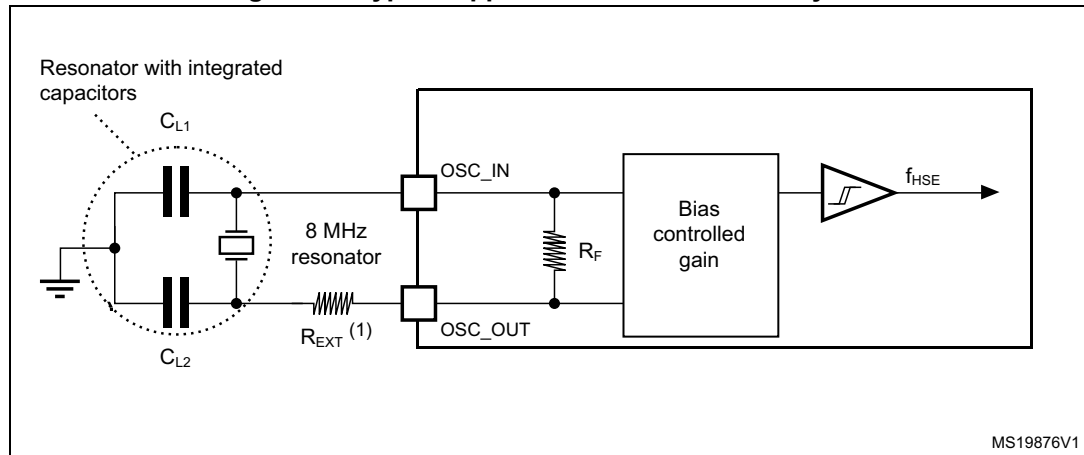 Resonator with integrated
capacitors
CL1
OSC_IN
fHSE
8 MHz
resonator
RF
Bias
controlled
gain
REXT (1)
OSC_OUT
CL2
MS19876V1